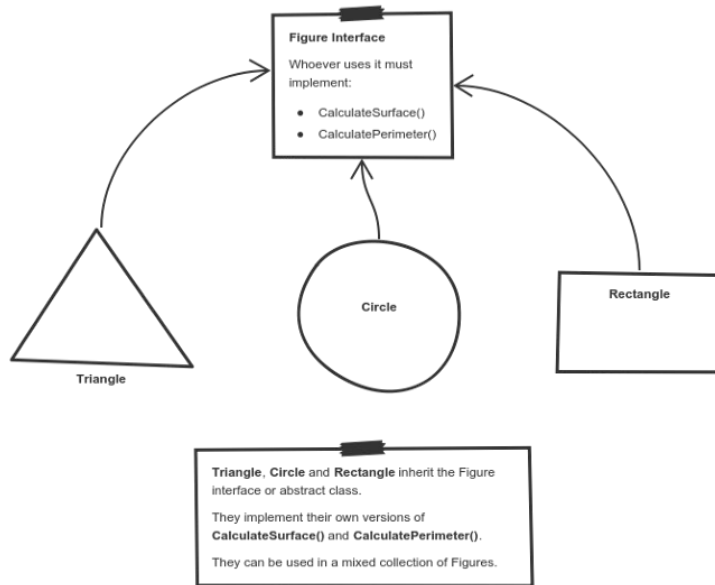 Figure Interface
Whoever uses it must
implement:
● CalculateSurface()
● CalculatePerimeter()
Circle
Rectangle
Triangle
Triangle, Circle and Rectangle inherit the Figure
interface or abstract class.
They implement their own versions of
CalculateSurface() and CalculatePerimeter().
They can be used in a mixed collection of Figures.